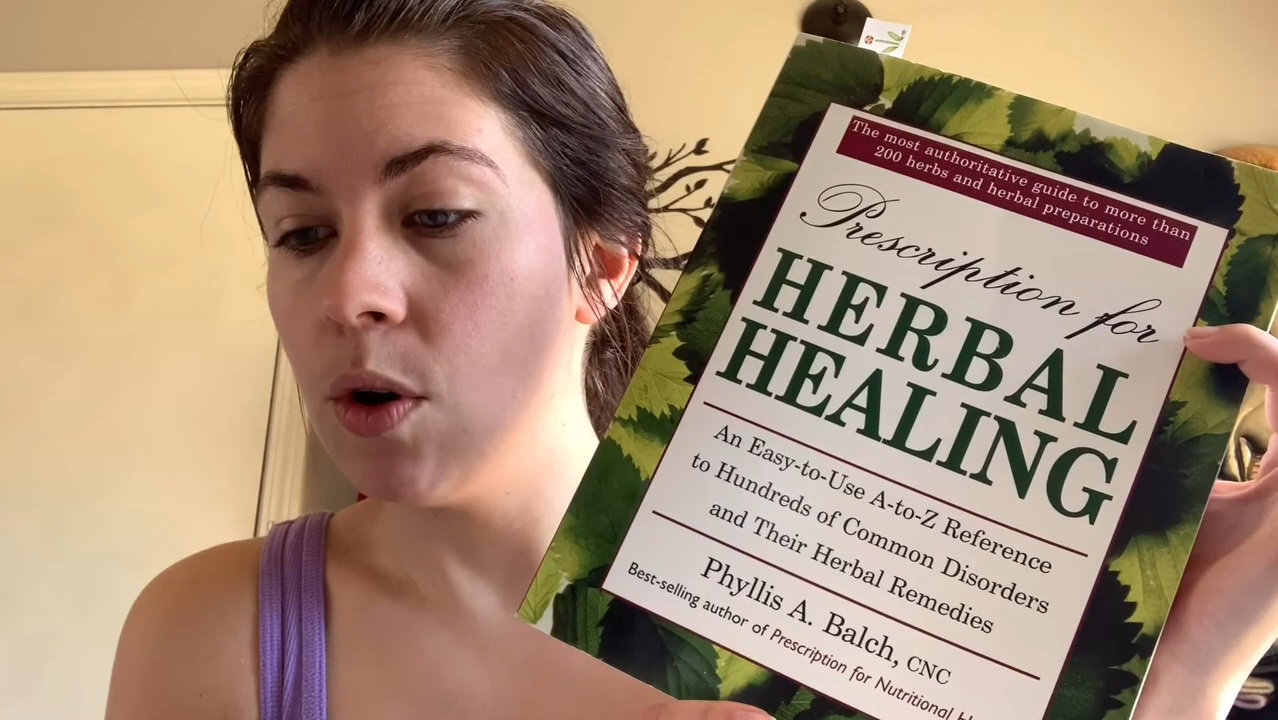 The most authoritative guide to more than
200 herbs and herbal preparations
Prescription for
HERBAL
HEALING
An Easy-to-Use A-to-Z Reference
to Hundreds of Common Disorders
and Their Herbal Remedies
Phyllis A. Balch, CNC
Best-selling author of Prescription for Nutritional